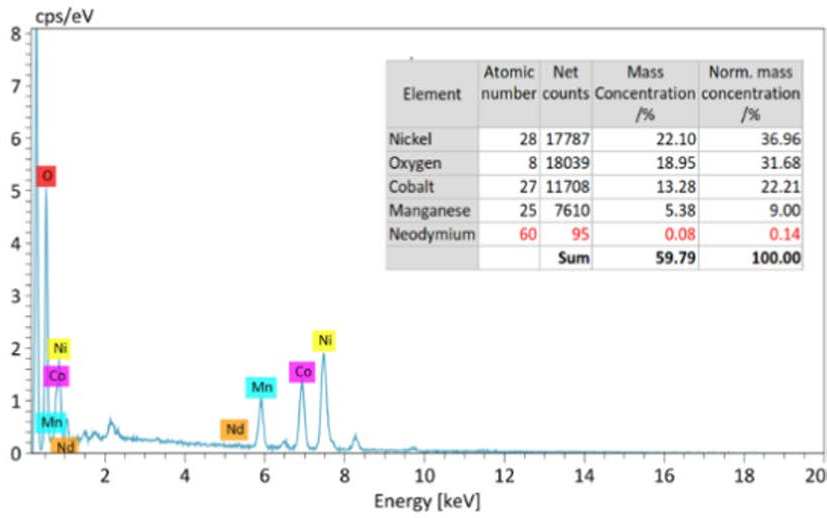 cps/eV
8
7
6
5
4
3
2
1
0
O
Ni
Co
Mn
Nd
Nd
Mn
Co
Ni
2 4 6 8 10 12 14 16 18 20
Energy [keV]
Atomic Net Mass Norm. mass
Element number counts Concentration concentration
/% /%
Nickel 28 17787 22.10 36.96
Oxygen 8 18039 18.95 31.68
Cobalt 27 11708 13.28 22.21
Manganese 25 7610 5.38 9.00
Neodymium 60 95 0.08 0.14
Sum 59.79 100.00